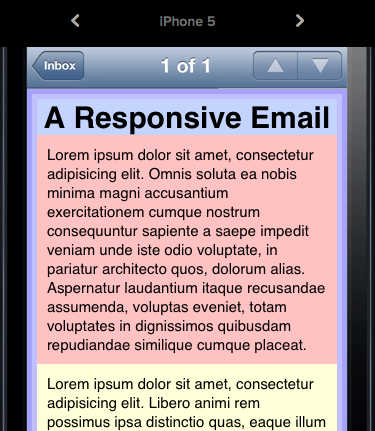 iPhone 5
Inbox
1 of 1
A Responsive Email
Lorem ipsum dolor sit amet, consectetur
adipisicing elit. Omnis soluta ea nobis
minima magni accusantium
exercitationem cumque nostrum
consequuntur sapiente a saepe impedit
veniam unde iste odio voluptate, in
pariatur architecto quos, dolorum alias.
Aspernatur laudantium itaque recusandae
assumenda, voluptas eveniet, totam
voluptates in dignissimos quibusdam
repudiandae similique cumque placeat.
Lorem ipsum dolor sit amet, consectetur
adipisicing elit. Libero animi rem
possimus ipsa distinctio quas, eaque illum